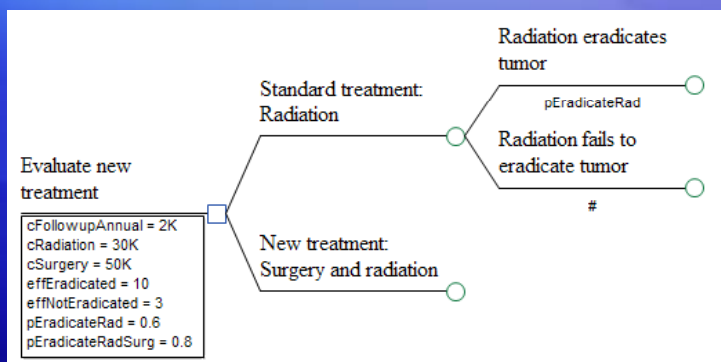 Radiation eradicates
tumor
pEradicateRad
Standard treatment:
Radiation
Radiation fails to
eradicate tumor
#
Evaluate new
treatment
cFollowupAnnual = 2K
cRadiation = 30K
cSurgery = 50K
effEradicated = 10
effNotEradicated = 3
pEradicateRad = 0.6
pEradicateRadSurg = 0.8
New treatment:
Surgery and radiation